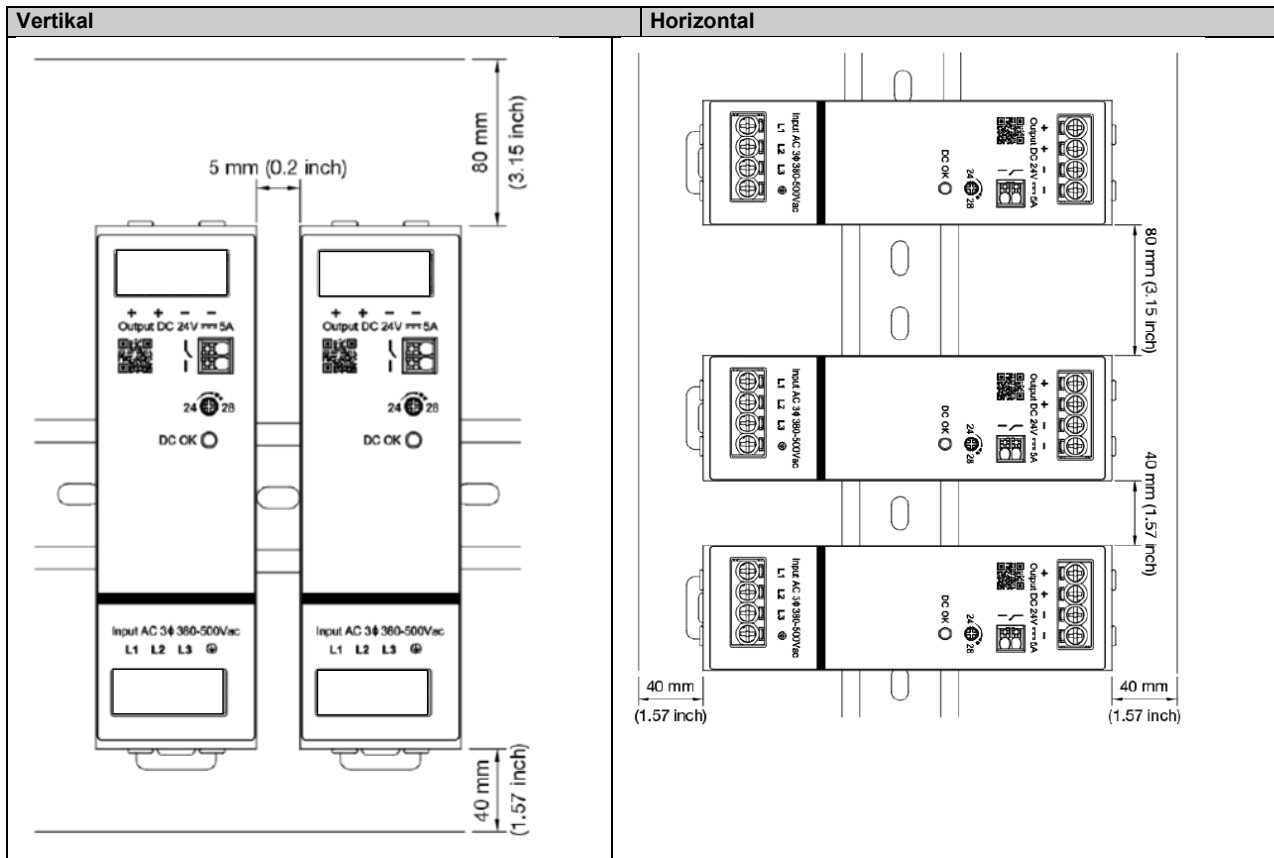 Vertikal
Horizontal
80 mm
(3.15 inch)
5 mm (0.2 inch)
+ + - -
Output DC 24V ⎓ 5A
24 28
DC OK
Input AC 3ϕ 380-500Vac
L1 L2 L3 ⏚
+ + - -
Output DC 24V ⎓ 5A
24 28
DC OK
Input AC 3ϕ 380-500Vac
L1 L2 L3 ⏚
40 mm
(1.57 inch)
L1 L2 L3 ⏚
Input AC 3ϕ 380-500Vac
DC OK
24 28
Output DC 24V ⎓ 5A
+ + - -
80 mm (3.15 inch)
L1 L2 L3 ⏚
Input AC 3ϕ 380-500Vac
DC OK
24 28
Output DC 24V ⎓ 5A
+ + - -
40 mm (1.57 inch)
L1 L2 L3 ⏚
Input AC 3ϕ 380-500Vac
DC OK
24 28
Output DC 24V ⎓ 5A
+ + - -
40 mm
(1.57 inch)
40 mm
(1.57 inch)